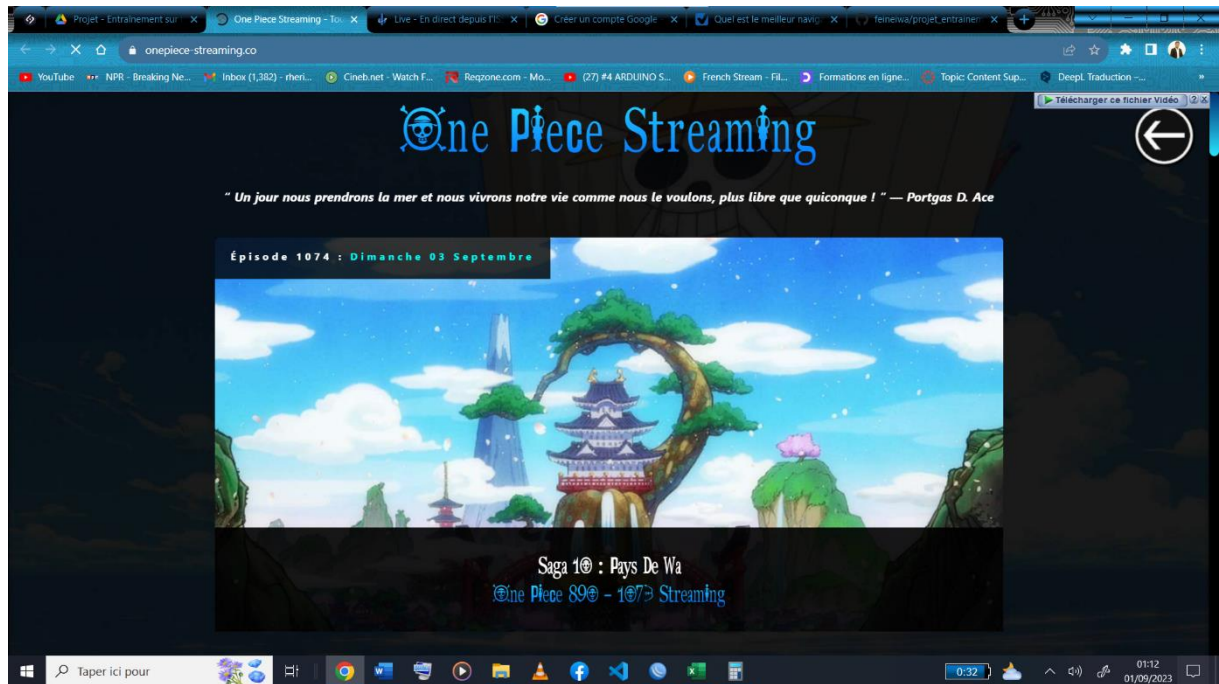 Projet - Entraînement sur
One Piece Streaming - To
Live - En direct depuis l'IS
Créer un compte Google
Quel est le meilleur navig
feineiwa/projet_entrainem
onepiece-streaming.co
YouTube
NPR - Breaking Ne...
Inbox (1,382) - rheri...
Cineb.net - Watch F...
Reqzone.com - Mo...
(27) #4 ARDUINO S...
French Stream - Fil...
Formations en ligne...
Topic: Content Sup...
DeepL Traduction –...
Télécharger ce fichier Vidéo
One Piece Streaming
" Un jour nous prendrons la mer et nous vivrons notre vie comme nous le voulons, plus libre que quiconque ! " — Portgas D. Ace
Épisode 1074 : Dimanche 03 Septembre
Saga 10 : Pays De Wa
One Piece 890 - 1073 Streaming
Taper ici pour
0:32
01:12
01/09/2023